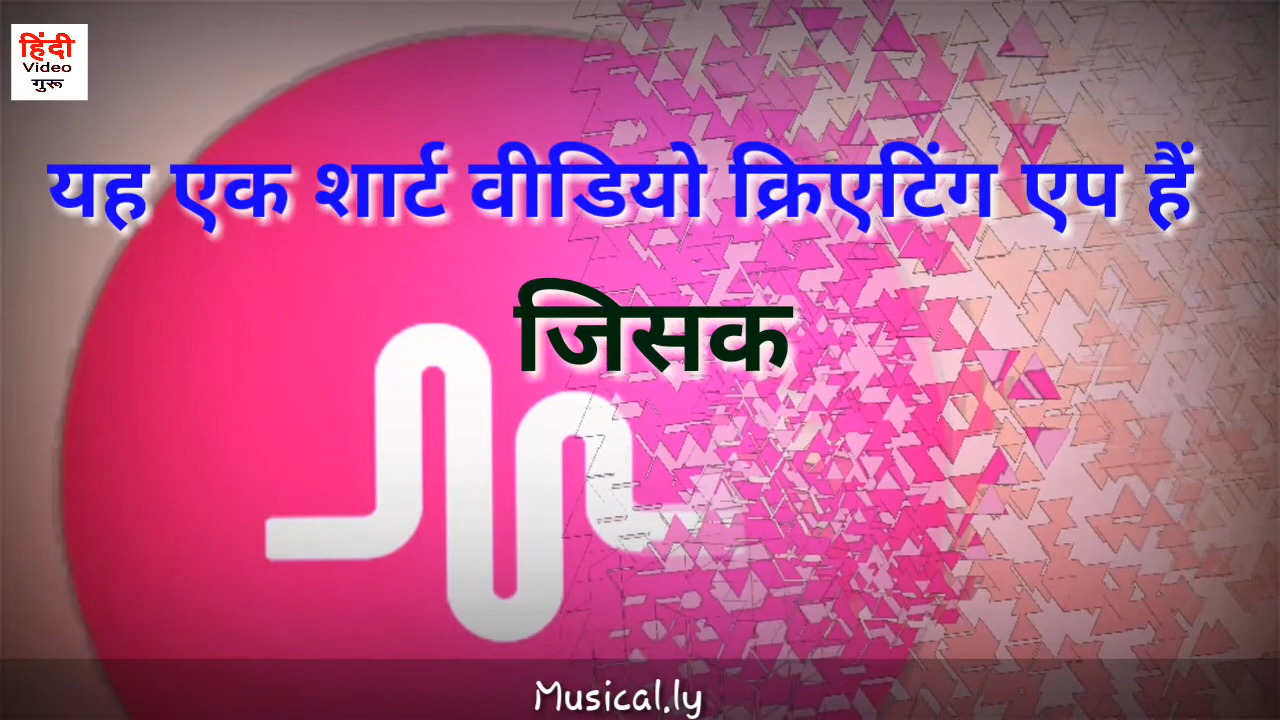 हिंदी
Video
गुरू
यह एक शार्ट वीडियो क्रिएटिंग एप हैं
जिसक
Musical.ly